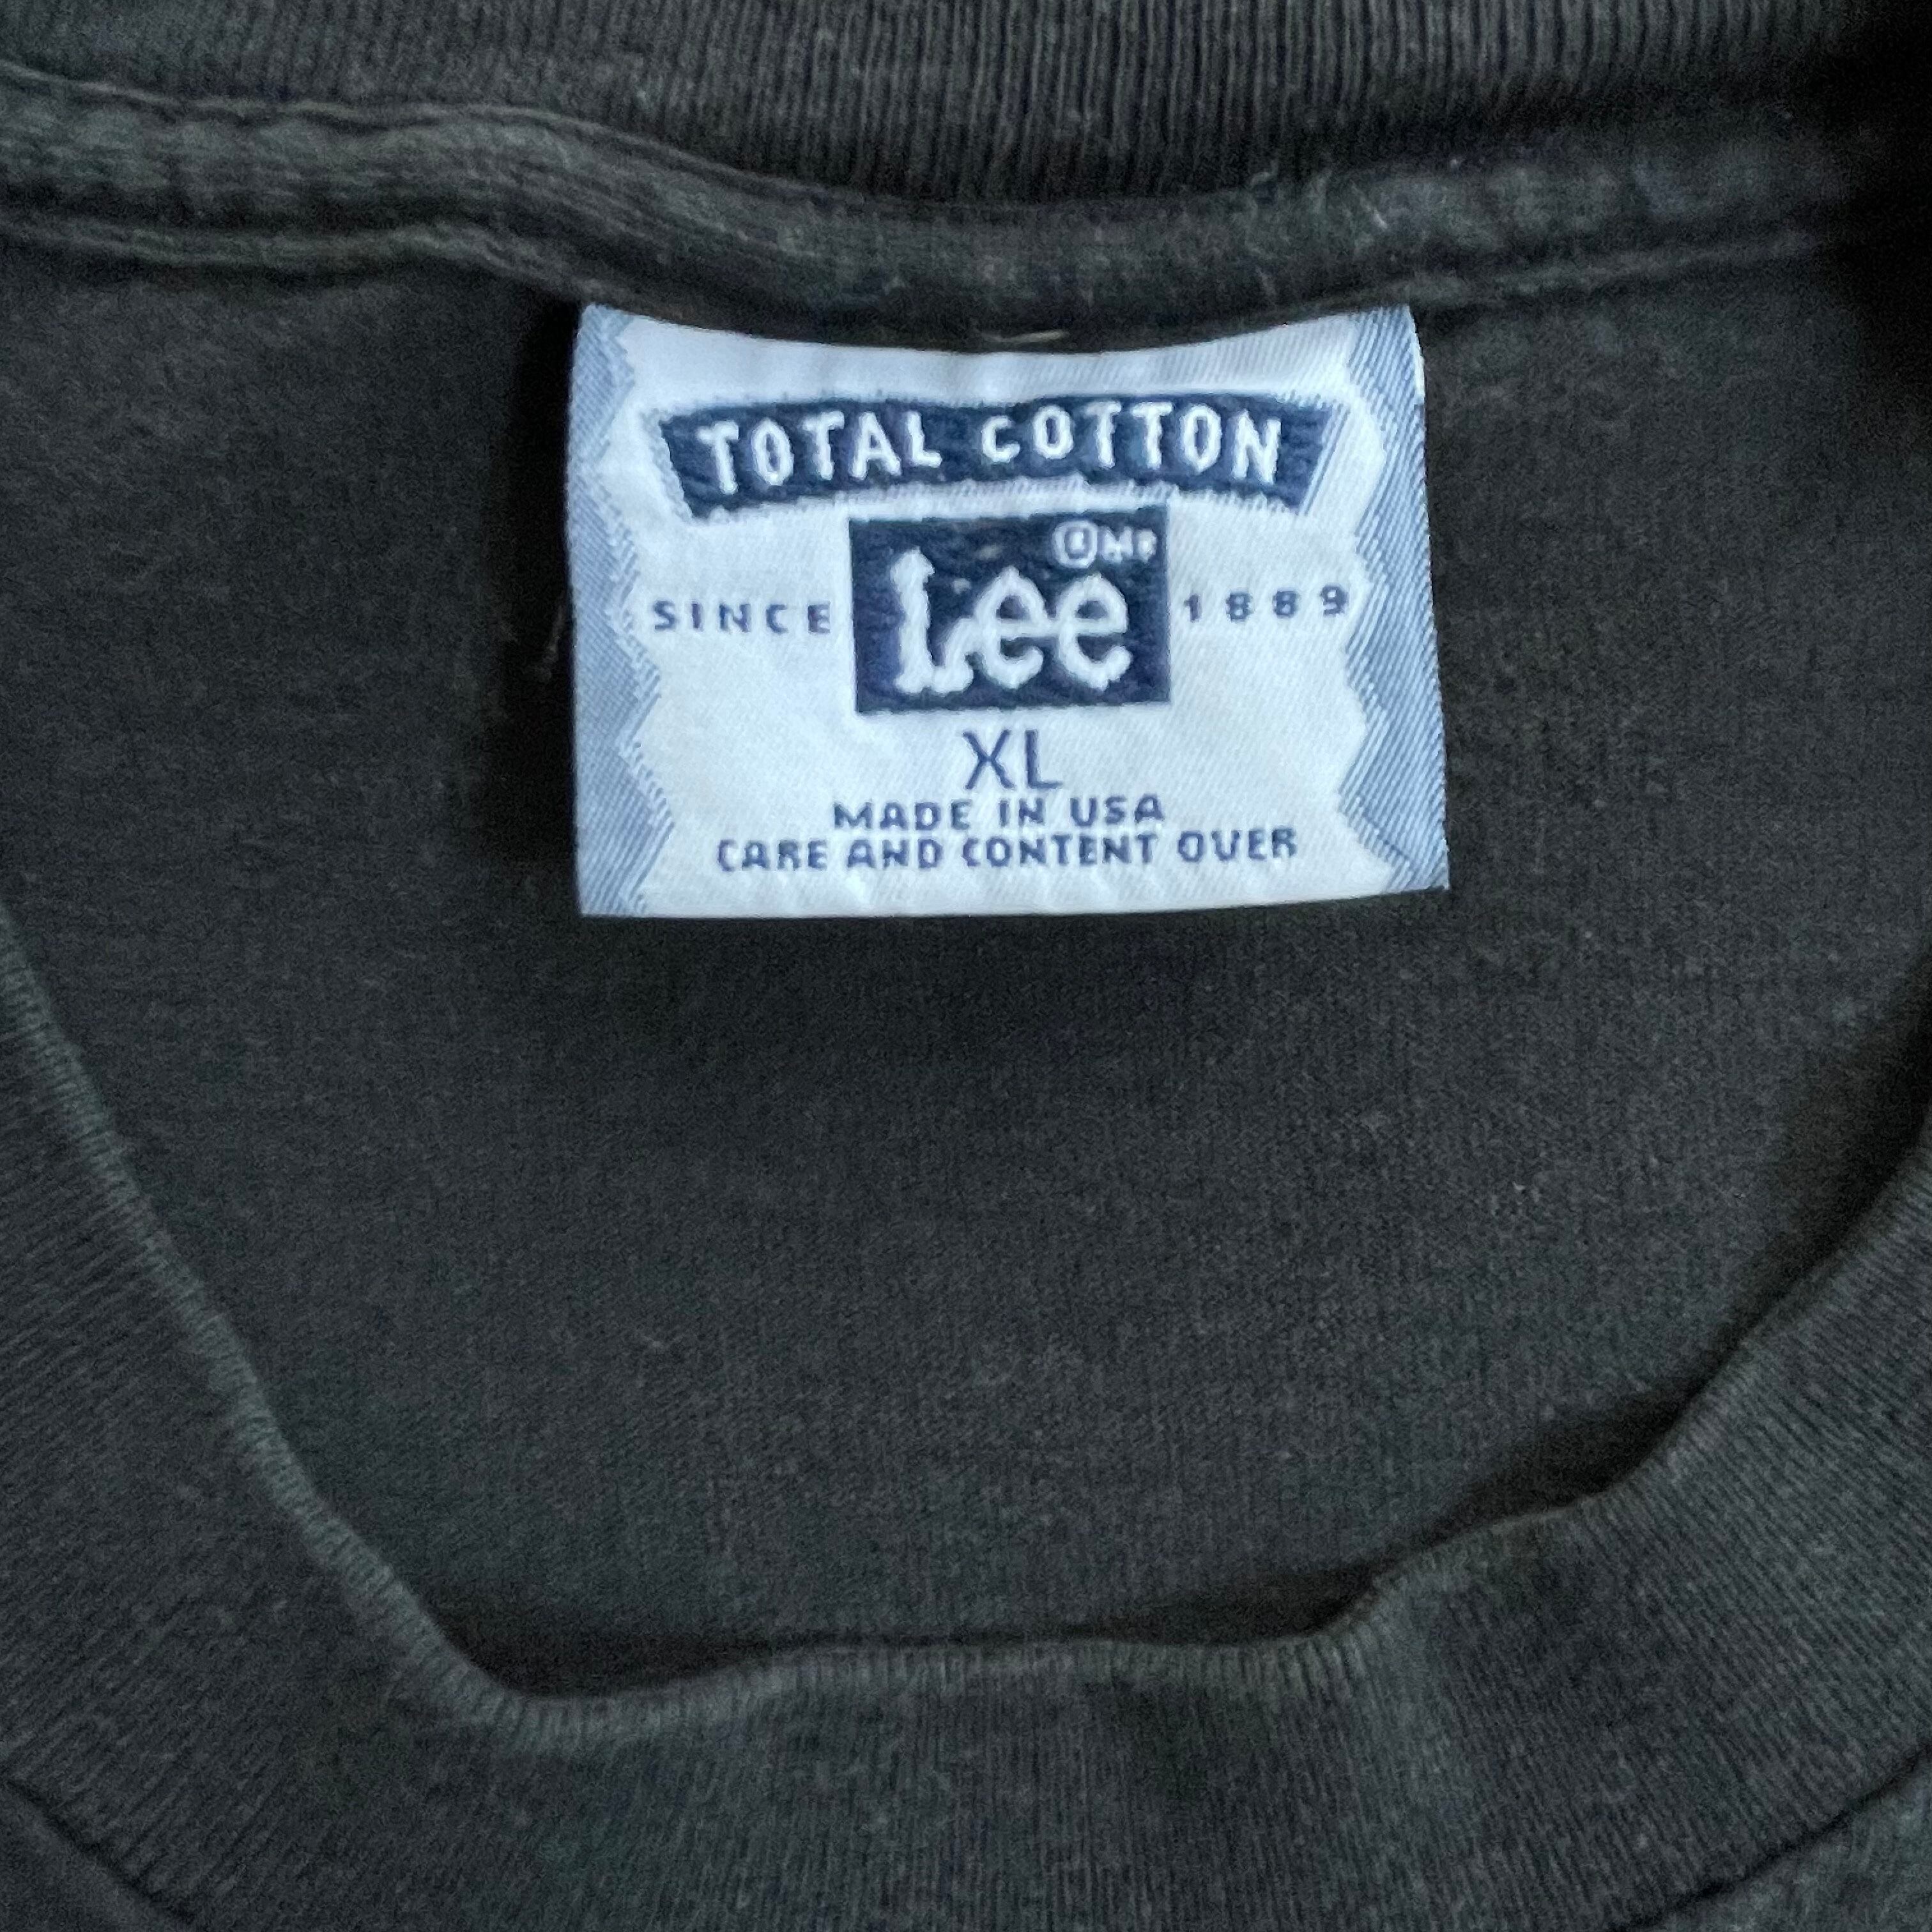 TOTAL COTTON
SINCE Lee 1889
XL
MADE IN USA
CARE AND CONTENT OVER